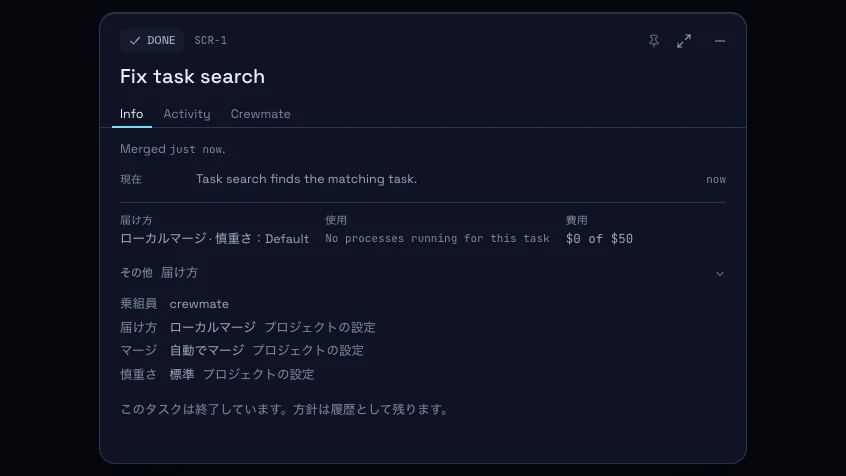 DONE SCR-1
Fix task search
Info Activity Crewmate
Merged just now.
現在 Task search finds the matching task. now
届け方 使用 費用
ローカルマージ · 慎重さ：Default No processes running for this task $0 of $50
その他 届け方
乗組員 crewmate
届け方 ローカルマージ プロジェクトの設定
マージ 自動でマージ プロジェクトの設定
慎重さ 標準 プロジェクトの設定
このタスクは終了しています。方針は履歴として残ります。